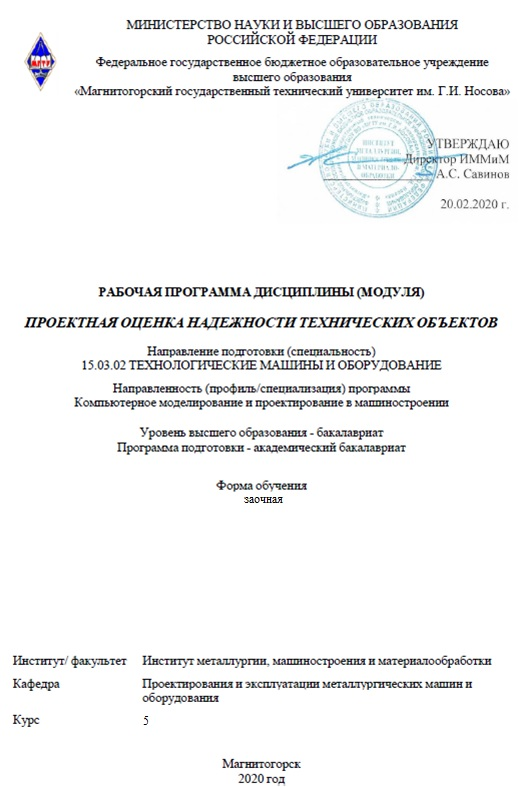 МИНИСТЕРСТВО НАУКИ И ВЫСШЕГО ОБРАЗОВАНИЯ
РОССИЙСКОЙ ФЕДЕРАЦИИ
Федеральное государственное бюджетное образовательное учреждение
высшего образования
«Магнитогорский государственный технический университет им. Г.И. Носова»
УТВЕРЖДАЮ
Директор ИММиМ
А.С. Савинов
20.02.2020 г.
РАБОЧАЯ ПРОГРАММА ДИСЦИПЛИНЫ (МОДУЛЯ)
ПРОЕКТНАЯ ОЦЕНКА НАДЕЖНОСТИ ТЕХНИЧЕСКИХ ОБЪЕКТОВ
Направление подготовки (специальность)
15.03.02 ТЕХНОЛОГИЧЕСКИЕ МАШИНЫ И ОБОРУДОВАНИЕ
Направленность (профиль/специализация) программы
Компьютерное моделирование и проектирование в машиностроении
Уровень высшего образования - бакалавриат
Программа подготовки - академический бакалавриат
Форма обучения
заочная
Институт/ факультет Институт металлургии, машиностроения и материалообработки
Кафедра Проектирования и эксплуатации металлургических машин и
оборудования
Курс 5
Магнитогорск
2020 год